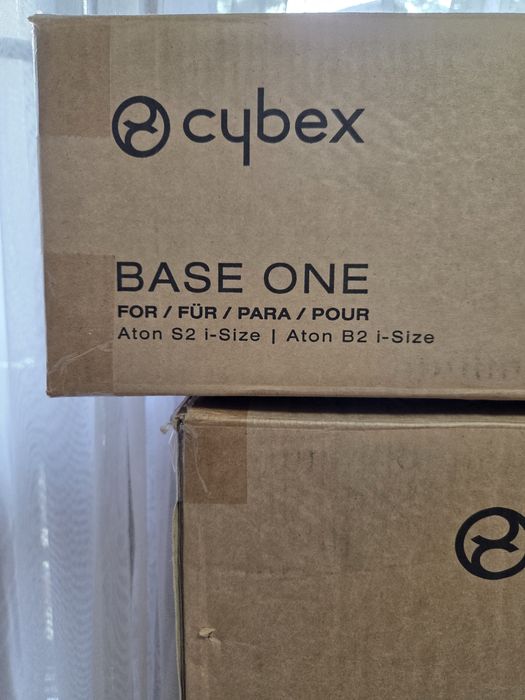 cybex
BASE ONE
FOR / FÜR / PARA / POUR
Aton S2 i-Size | Aton B2 i-Size